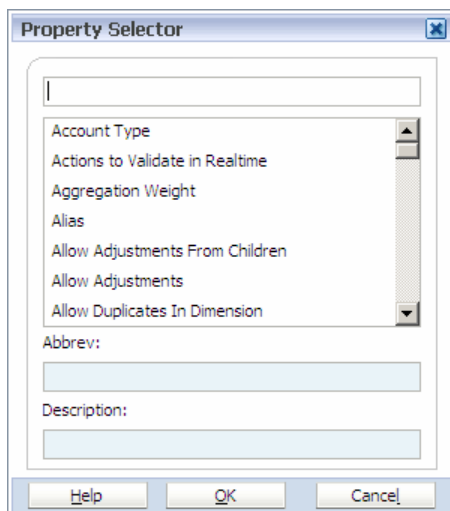 Property Selector
Account Type
Actions to Validate in Realtime
Aggregation Weight
Alias
Allow Adjustments From Children
Allow Adjustments
Allow Duplicates In Dimension
Abbrev:
Description:
Help OK Cancel